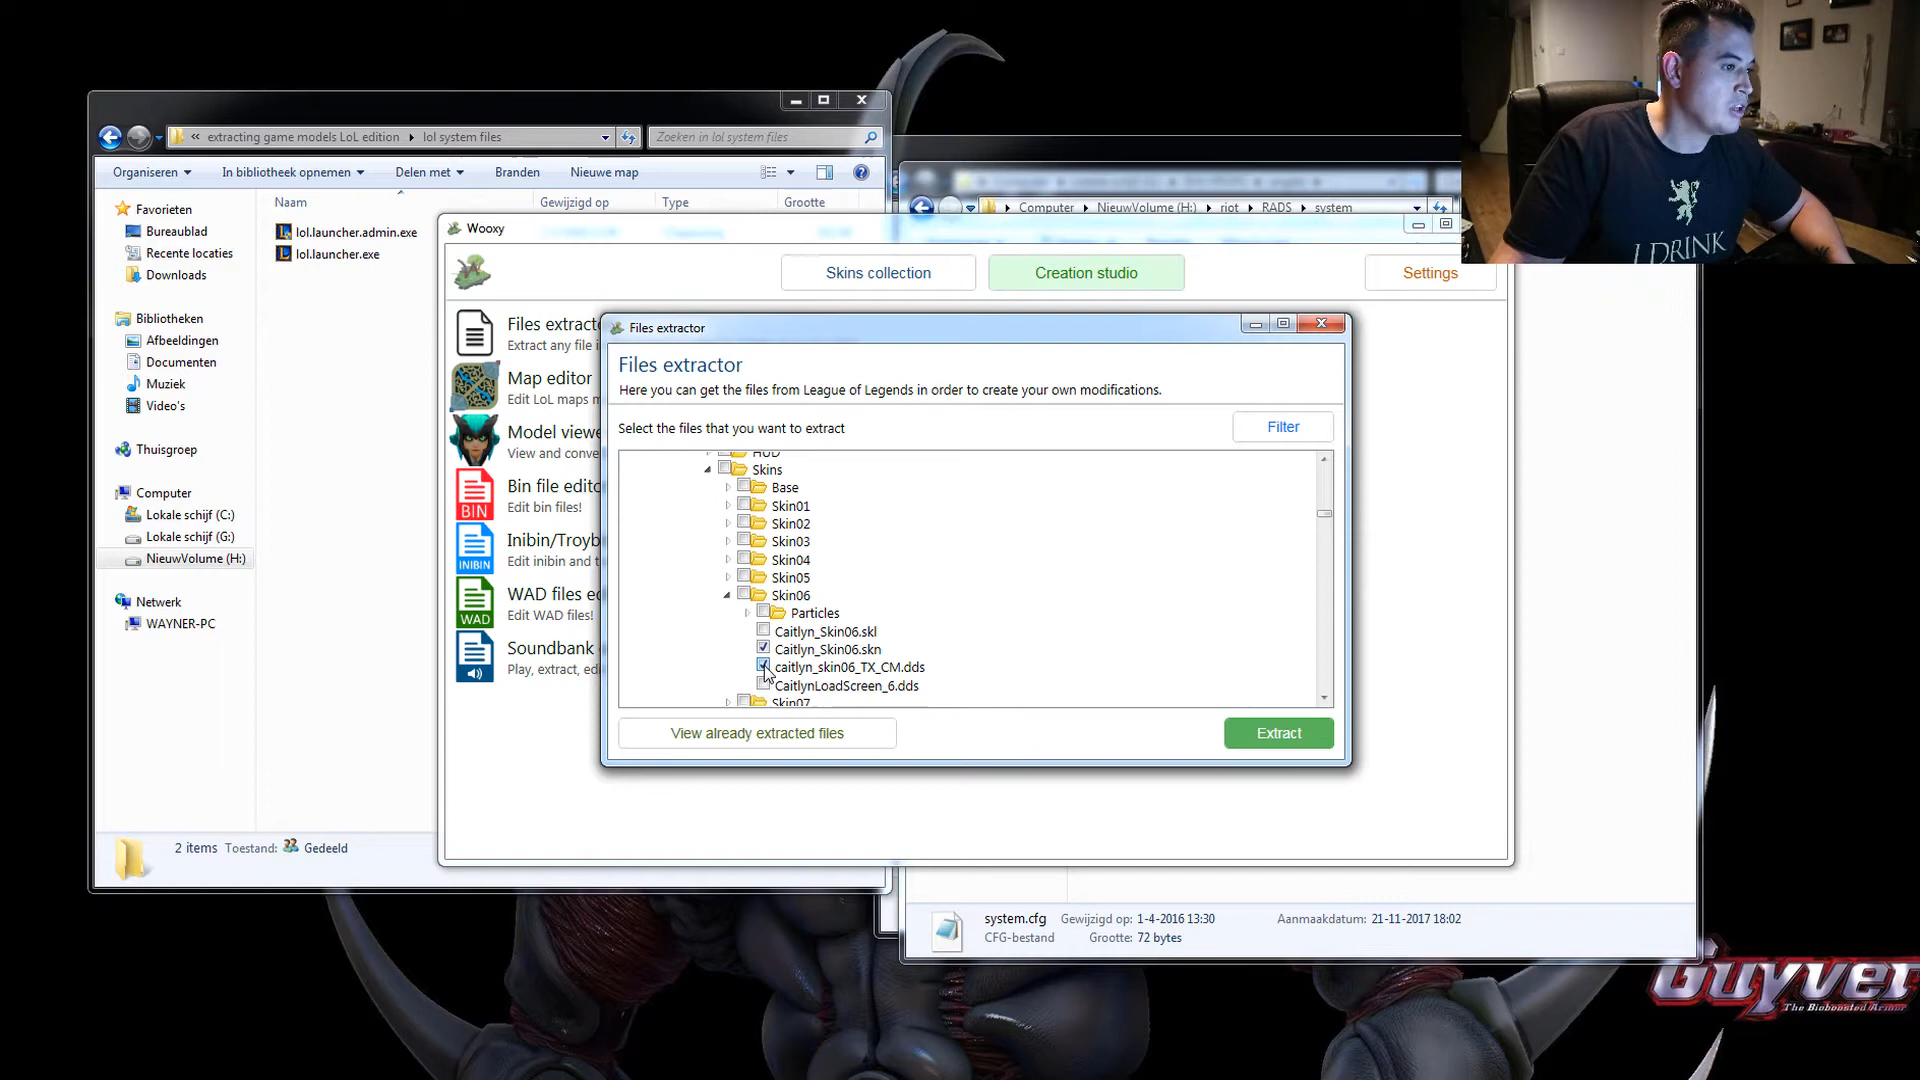 « extracting game models LoL edition ▸ lol system files
Zoeken in lol system files
Organiseren
In bibliotheek opnemen
Delen met
Branden
Nieuwe map
Naam
Gewijzigd op
Type
Grootte
Favorieten
Bureaublad
Recente locaties
Downloads
Bibliotheken
Afbeeldingen
Documenten
Muziek
Video's
Thuisgroep
Computer
Lokale schijf (C:)
Lokale schijf (G:)
NieuwVolume (H:)
Netwerk
WAYNER-PC
lol.launcher.admin.exe
lol.launcher.exe
2 items Toestand: Gedeeld
Computer ▸ NieuwVolume (H:) ▸ riot ▸ RADS ▸ system
Wooxy
Skins collection
Creation studio
Settings
Files extracto
Extract any file i
Map editor
Edit LoL maps
Model viewe
View and conve
BIN
Bin file edito
Edit bin files!
INIBIN
Inibin/Troyb
Edit inibin and t
WAD
WAD files e
Edit WAD files!
Soundbank
Play, extract, edi
Files extractor
Files extractor
Here you can get the files from League of Legends in order to create your own modifications.
Select the files that you want to extract
Filter
HUD
Skins
Base
Skin01
Skin02
Skin03
Skin04
Skin05
Skin06
Particles
Caitlyn_Skin06.skl
Caitlyn_Skin06.skn
caitlyn_skin06_TX_CM.dds
CaitlynLoadScreen_6.dds
Skin07
View already extracted files
Extract
system.cfg Gewijzigd op: 1-4-2016 13:30 Aanmaakdatum: 21-11-2017 18:02
CFG-bestand Grootte: 72 bytes
I DRINK
Guyver
The Bioboosted Armor